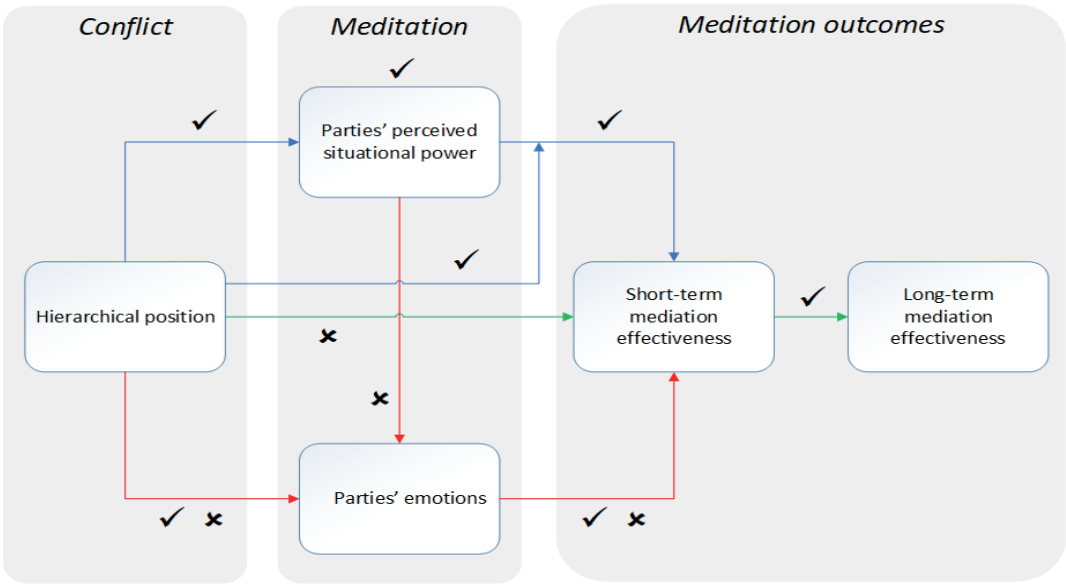 Conflict
Meditation
Meditation outcomes
Parties’ perceived
situational power
Hierarchical position
Short-term
mediation
effectiveness
Long-term
mediation
effectiveness
Parties’ emotions